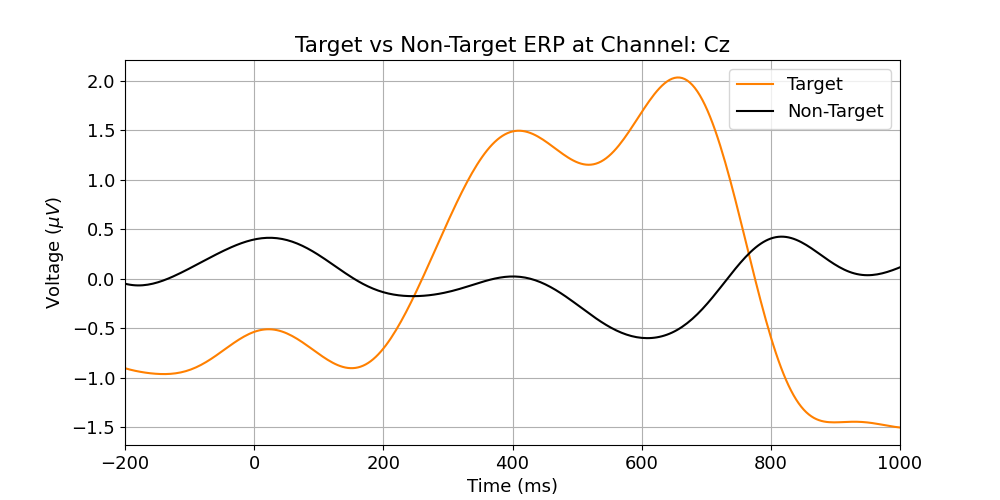 Target vs Non-Target ERP at Channel: Cz
Target
Non-Target
2.0
1.5
1.0
0.5
0.0
−0.5
−1.0
−1.5
Voltage (μV)
−200 0 200 400 600 800 1000
Time (ms)